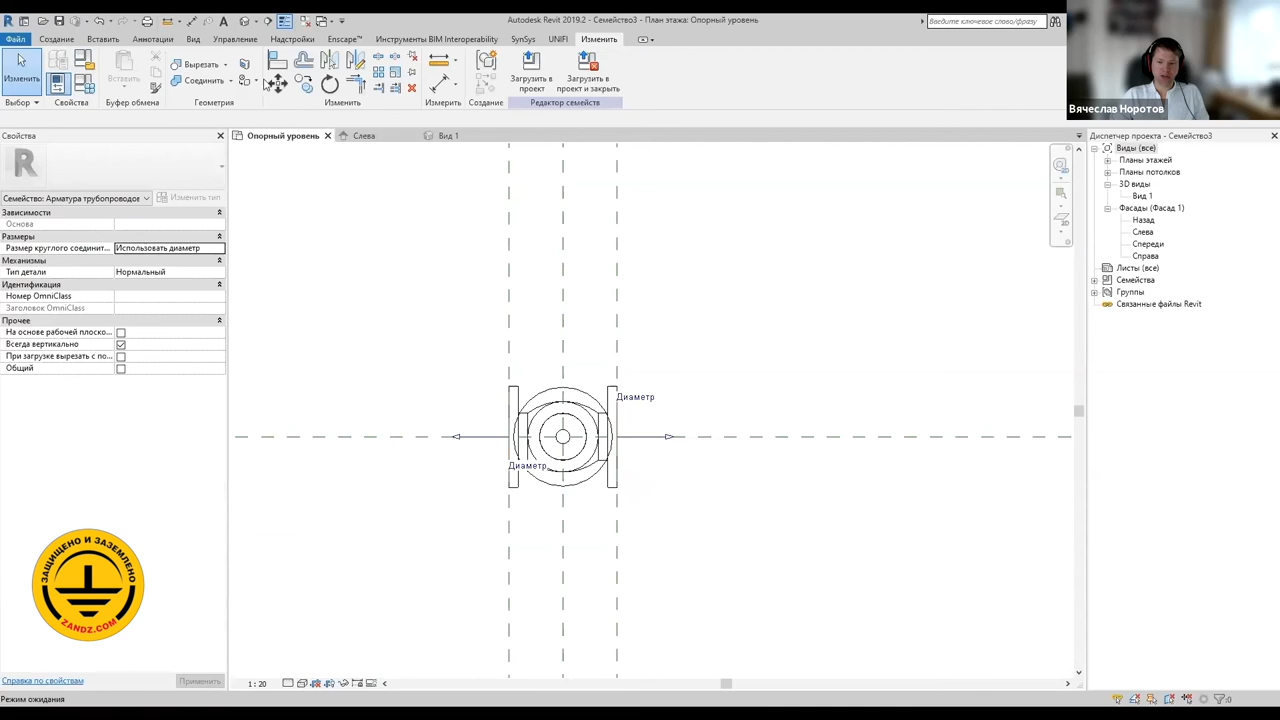 Autodesk Revit 2019.2 - Семейство3 - План этажа: Опорный уровень
Введите ключевое слово/фразу
Файл
Создание
Вставить
Аннотации
Вид
Управление
Надстройки
Enscape™
Инструменты BIM Interoperability
SynSys
UNIFI
Изменить
Изменить
Вставить
Вырезать
Соединить
Загрузить в проект
Загрузить в проект и закрыть
Выбор
Свойства
Буфер обмена
Геометрия
Изменить
Измерить
Создание
Редактор семейств
Вячеслав Норотов
Свойства
Опорный уровень
Слева
Вид 1
Диспетчер проекта - Семейство3
Семейство: Арматура трубопроводов
Изменить тип
Зависимости
Основа
Размеры
Размер круглого соединит... Использовать диаметр
Механизмы
Тип детали Нормальный
Идентификация
Номер OmniClass
Заголовок OmniClass
Прочее
На основе рабочей плоско...
Всегда вертикально
При загрузке вырезать с по...
Общий
Виды (все)
Планы этажей
Планы потолков
3D виды
Вид 1
Фасады (Фасад 1)
Назад
Слева
Спереди
Справа
Листы (все)
Семейства
Группы
Связанные файлы Revit
Диаметр
Диаметр
ЗАЩИЩЕНО И ЗАЗЕМЛЕНО
ZANDZ.COM
Справка по свойствам
Применить
1 : 20
Режим ожидания
:0